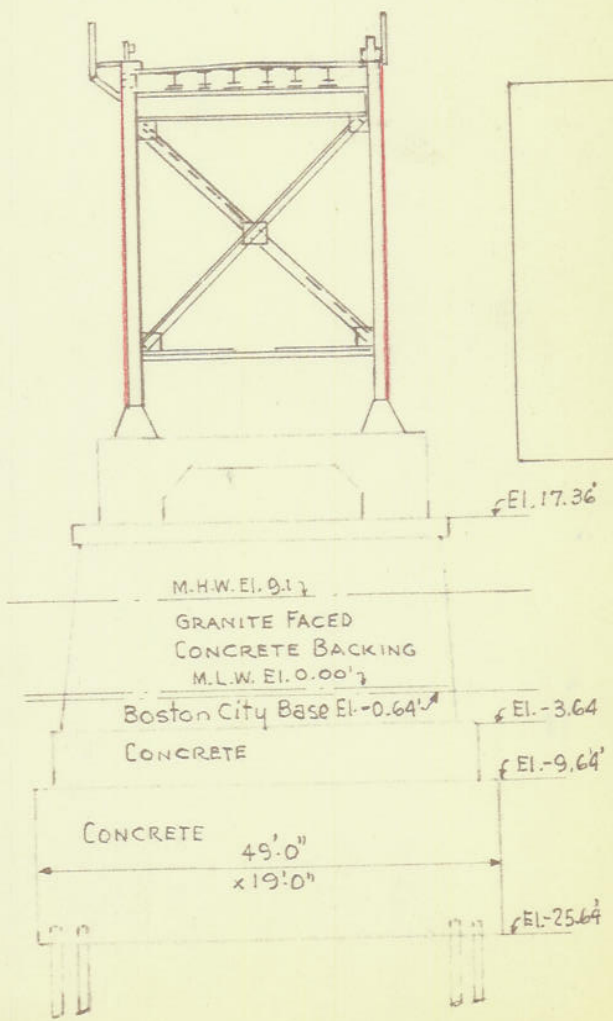 El. 17.36'
M.H.W. El. 9.1
GRANITE FACED
CONCRETE BACKING
M.L.W. El. 0.00'
Boston City Base El.-0.64'
El.-3.64
CONCRETE
El.-9.64'
CONCRETE
49'-0"
x 19'-0"
El.-25.64'